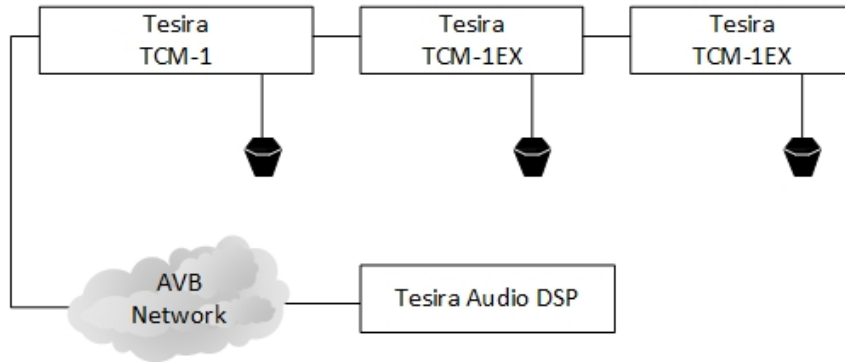 Tesira
TCM-1
Tesira
TCM-1EX
Tesira
TCM-1EX
AVB
Network
Tesira Audio DSP